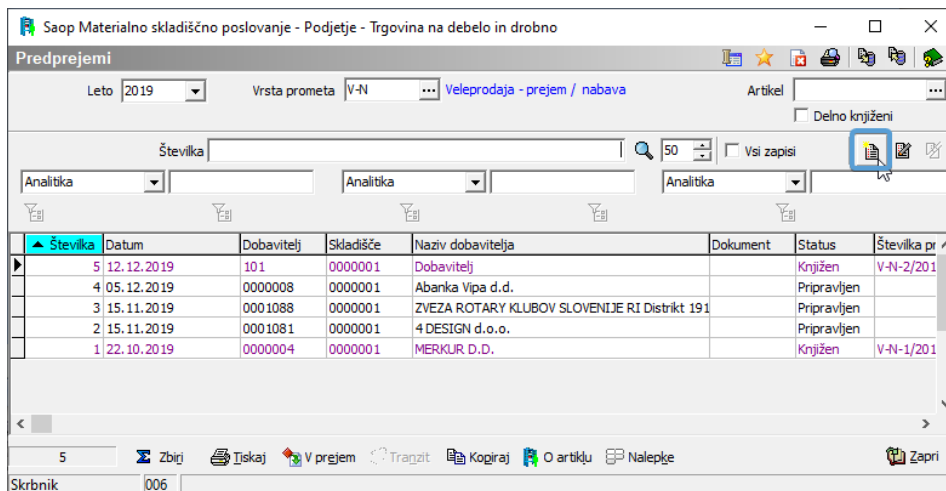 Saop Materialno skladiščno poslovanje - Podjetje - Trgovina na debelo in drobno
Predprejemi
Leto 2019 Vrsta prometa V-N ... Veleprodaja - prejem / nabava Artikel ...
Delno knjiženi
Številka 50 Vsi zapisi
Analitika Analitika Analitika
Številka Datum Dobavitelj Skladišče Naziv dobavitelja Dokument Status Številka pr
5 12.12.2019 101 0000001 Dobavitelj Knjižen V-N-2/201
4 05.12.2019 0000008 0000001 Abanka Vipa d.d. Pripravljen
3 15.11.2019 0001088 0000001 ZVEZA ROTARY KLUBOV SLOVENIJE RI Distrikt 191 Pripravljen
2 15.11.2019 0001081 0000001 4 DESIGN d.o.o. Pripravljen
1 22.10.2019 0000004 0000001 MERKUR D.D. Knjižen V-N-1/201
5 Zbiri Tiskaj V prejem Tranzit Kopiraj O artiklu Nalepke Zapri
Skrbnik 006